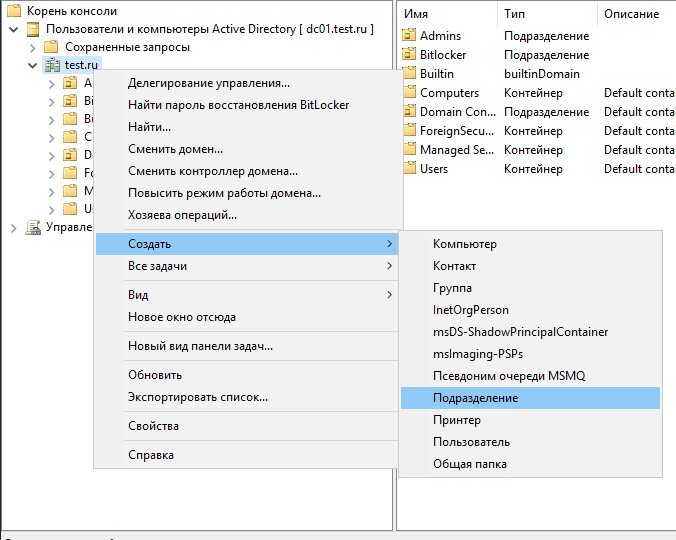 Корень консоли
Пользователи и компьютеры Active Directory [ dc01.test.ru ]
Сохраненные запросы
test.ru
Управле
Делегирование управления...
Найти пароль восстановления BitLocker
Найти...
Сменить домен...
Сменить контроллер домена...
Повысить режим работы домена...
Хозяева операций...
Создать
Все задачи
Вид
Новое окно отсюда
Новый вид панели задач...
Обновить
Экспортировать список...
Свойства
Справка
Компьютер
Контакт
Группа
InetOrgPerson
msDS-ShadowPrincipalContainer
msImaging-PSPs
Псевдоним очереди MSMQ
Подразделение
Принтер
Пользователь
Общая папка
Имя Тип Описание
Admins Подразделение
Bitlocker Подразделение
Builtin builtinDomain
Computers Контейнер Default conta
Domain Con... Подразделение Default conta
ForeignSecu... Контейнер Default conta
Managed Se... Контейнер Default conta
Users Контейнер Default conta